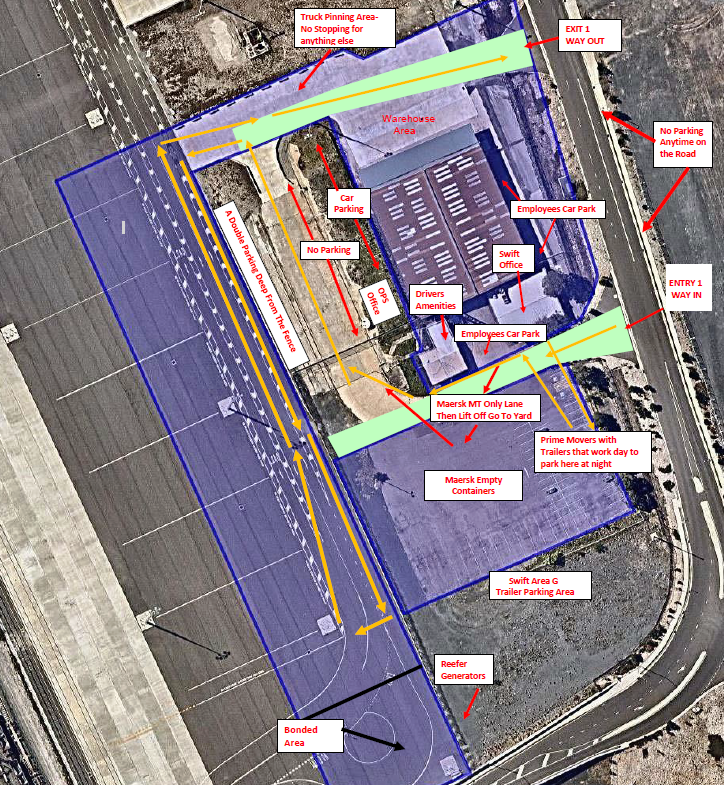 Truck Pinning Area-
No Stopping for
anything else
EXIT 1
WAY OUT
Warehouse
Area
No Parking
Anytime on
the Road
Car
Parking
Employees Car Park
No Parking
A Double Parking Deep From The Fence
Swift
Office
OPS
Office
Drivers
Amenities
ENTRY 1
WAY IN
Employees Car Park
Maersk MT Only Lane
Then Lift Off Go To Yard
Prime Movers with
Trailers that work day to
park here at night
Maersk Empty
Containers
Swift Area G
Trailer Parking Area
Reefer
Generators
Bonded
Area